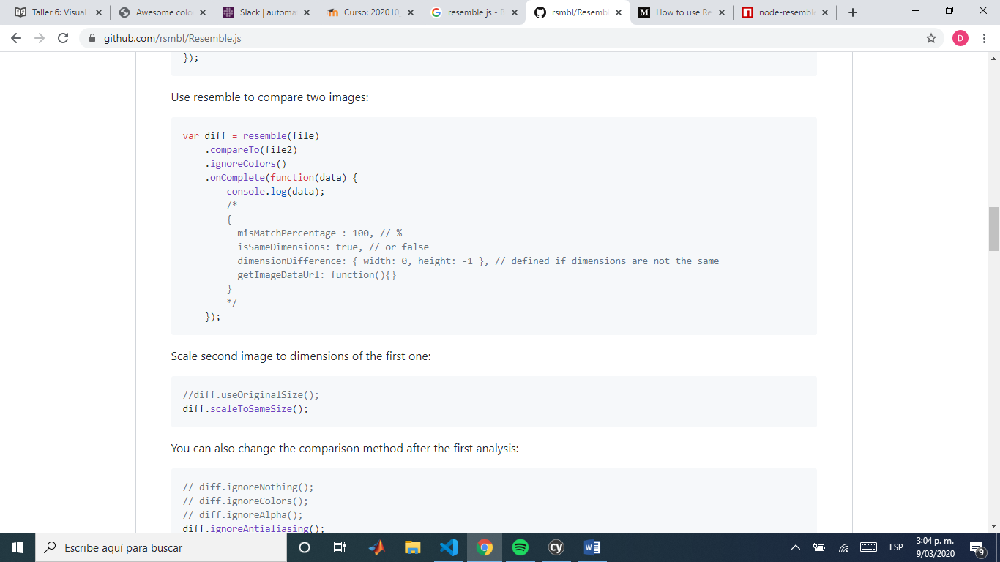 Taller 6: Visual
Awesome colo
Slack | automa
Curso: 202010_
resemble js - B
rsmbl/Resembl
How to use Re
node-resemble
github.com/rsmbl/Resemble.js
D
});
Use resemble to compare two images:
var diff = resemble(file)
    .compareTo(file2)
    .ignoreColors()
    .onComplete(function(data) {
        console.log(data);
        /*
        {
          misMatchPercentage : 100, // %
          isSameDimensions: true, // or false
          dimensionDifference: { width: 0, height: -1 }, // defined if dimensions are not the same
          getImageDataUrl: function(){}
        }
        */
    });
Scale second image to dimensions of the first one:
//diff.useOriginalSize();
diff.scaleToSameSize();
You can also change the comparison method after the first analysis:
// diff.ignoreNothing();
// diff.ignoreColors();
// diff.ignoreAlpha();
diff.ignoreAntialiasing();
Escribe aquí para buscar
cy
ESP
3:04 p. m.
9/03/2020
9